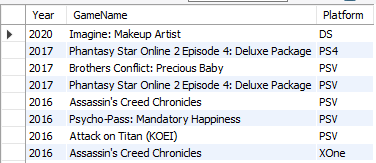 Year GameName Platform
2020 Imagine: Makeup Artist DS
2017 Phantasy Star Online 2 Episode 4: Deluxe Package PS4
2017 Brothers Conflict: Precious Baby PSV
2017 Phantasy Star Online 2 Episode 4: Deluxe Package PSV
2016 Assassin's Creed Chronicles PSV
2016 Psycho-Pass: Mandatory Happiness PSV
2016 Attack on Titan (KOEI) PSV
2016 Assassin's Creed Chronicles XOne